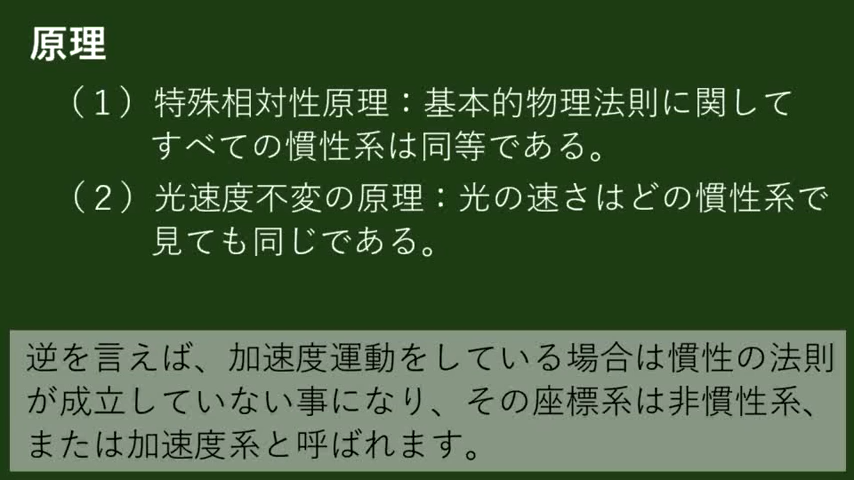 原理
（１）特殊相対性原理：基本的物理法則に関して
すべての慣性系は同等である。
（２）光速度不変の原理：光の速さはどの慣性系で
見ても同じである。
逆を言えば、加速度運動をしている場合は慣性の法則
が成立していない事になり、その座標系は非慣性系、
または加速度系と呼ばれます。